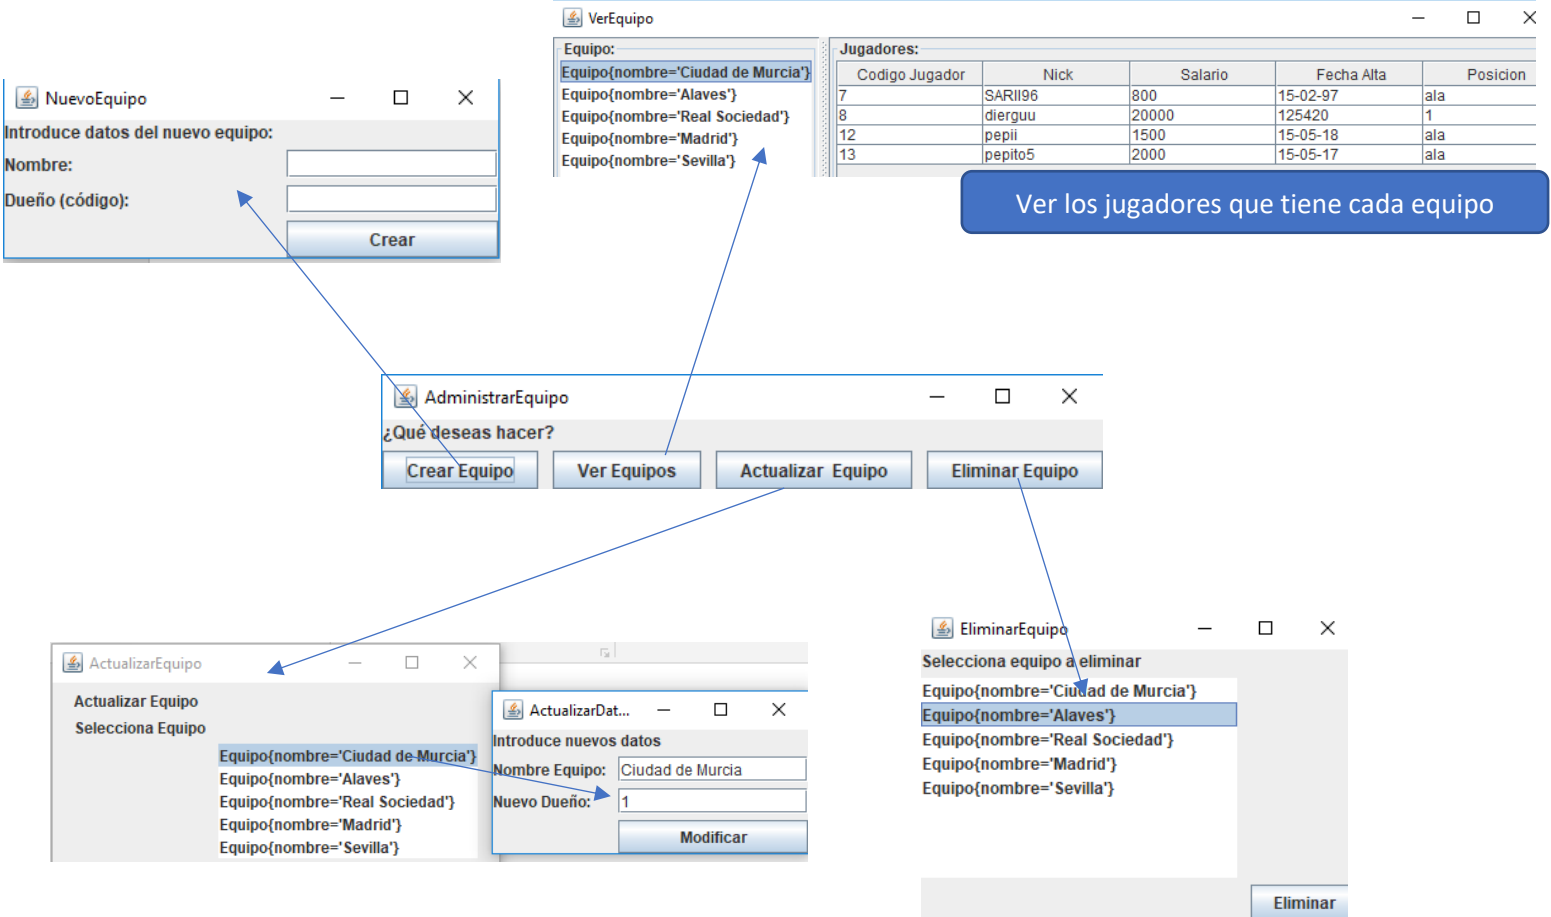 VerEquipo
Equipo:
Equipo{nombre='Ciudad de Murcia'}
Equipo{nombre='Alaves'}
Equipo{nombre='Real Sociedad'}
Equipo{nombre='Madrid'}
Equipo{nombre='Sevilla'}
Jugadores:
Codigo Jugador Nick Salario Fecha Alta Posicion
7 SARII96 800 15-02-97 ala
8 dierguu 20000 125420 1
12 pepii 1500 15-05-18 ala
13 pepito5 2000 15-05-17 ala
Ver los jugadores que tiene cada equipo
NuevoEquipo
Introduce datos del nuevo equipo:
Nombre:
Dueño (código):
Crear
AdministrarEquipo
¿Qué deseas hacer?
Crear Equipo Ver Equipos Actualizar Equipo Eliminar Equipo
ActualizarEquipo
Actualizar Equipo
Selecciona Equipo
Equipo{nombre='Ciudad de Murcia'}
Equipo{nombre='Alaves'}
Equipo{nombre='Real Sociedad'}
Equipo{nombre='Madrid'}
Equipo{nombre='Sevilla'}
ActualizarDat...
Introduce nuevos datos
Nombre Equipo: Ciudad de Murcia
Nuevo Dueño: 1
Modificar
EliminarEquipo
Selecciona equipo a eliminar
Equipo{nombre='Ciudad de Murcia'}
Equipo{nombre='Alaves'}
Equipo{nombre='Real Sociedad'}
Equipo{nombre='Madrid'}
Equipo{nombre='Sevilla'}
Eliminar